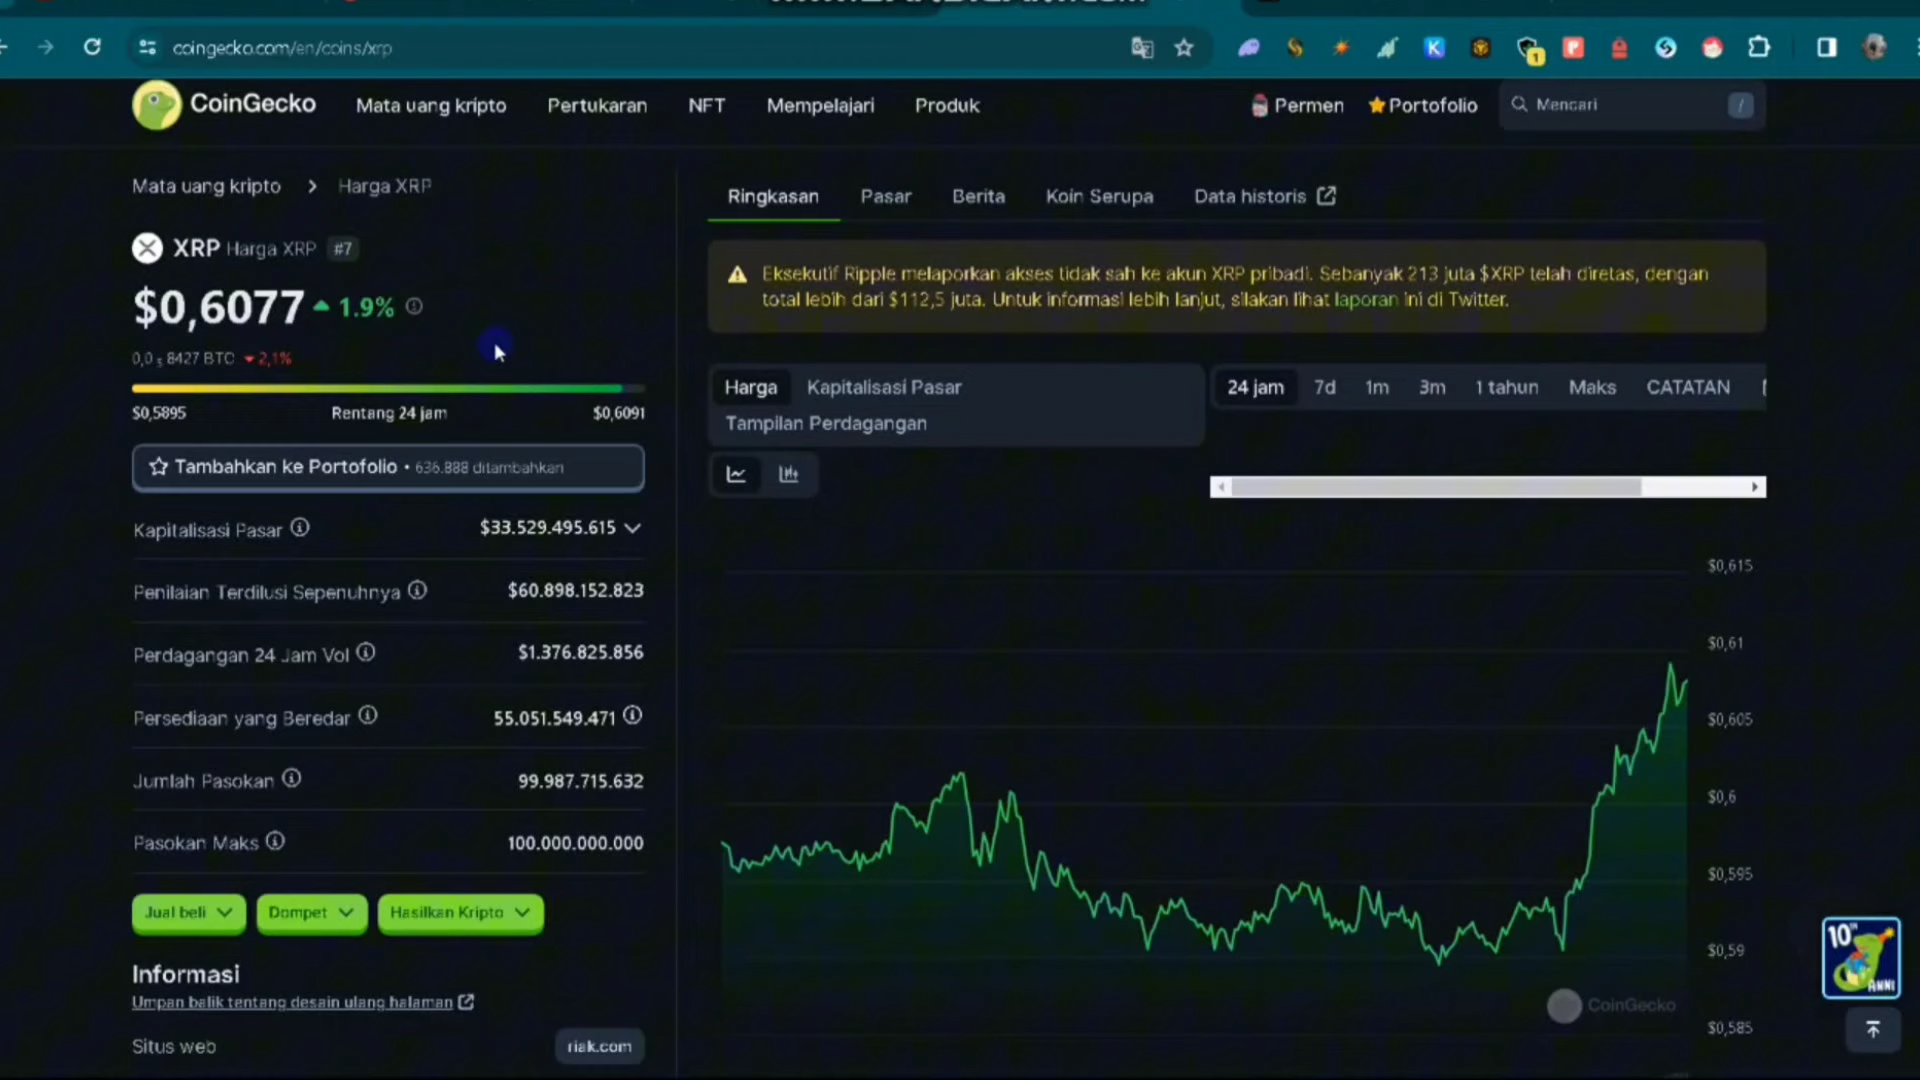 coingecko.com/en/coins/xrp
1
CoinGecko
Mata uang kripto
Pertukaran
NFT
Mempelajari
Produk
Permen
Portofolio
Mencari
/
Mata uang kripto > Harga XRP
XRP Harga XRP #7
$0,6077 1.9%
0,0₅8427 BTC 2,1%
$0,5895 Rentang 24 jam $0,6091
Tambahkan ke Portofolio • 636.888 ditambahkan
Kapitalisasi Pasar $33.529.495.615
Penilaian Terdilusi Sepenuhnya $60.898.152.823
Perdagangan 24 Jam Vol $1.376.825.856
Persediaan yang Beredar 55.051.549.471
Jumlah Pasokan 99.987.715.632
Pasokan Maks 100.000.000.000
Jual beli
Dompet
Hasilkan Kripto
Informasi
Umpan balik tentang desain ulang halaman
Situs web riak.com
Ringkasan
Pasar
Berita
Koin Serupa
Data historis
Eksekutif Ripple melaporkan akses tidak sah ke akun XRP pribadi. Sebanyak 213 juta $XRP telah diretas, dengan
total lebih dari $112,5 juta. Untuk informasi lebih lanjut, silakan lihat laporan ini di Twitter.
Harga
Kapitalisasi Pasar
Tampilan Perdagangan
24 jam
7d
1m
3m
1 tahun
Maks
CATATAN
$0,615
$0,61
$0,605
$0,6
$0,595
$0,59
$0,585
CoinGecko
10TH
ANNI